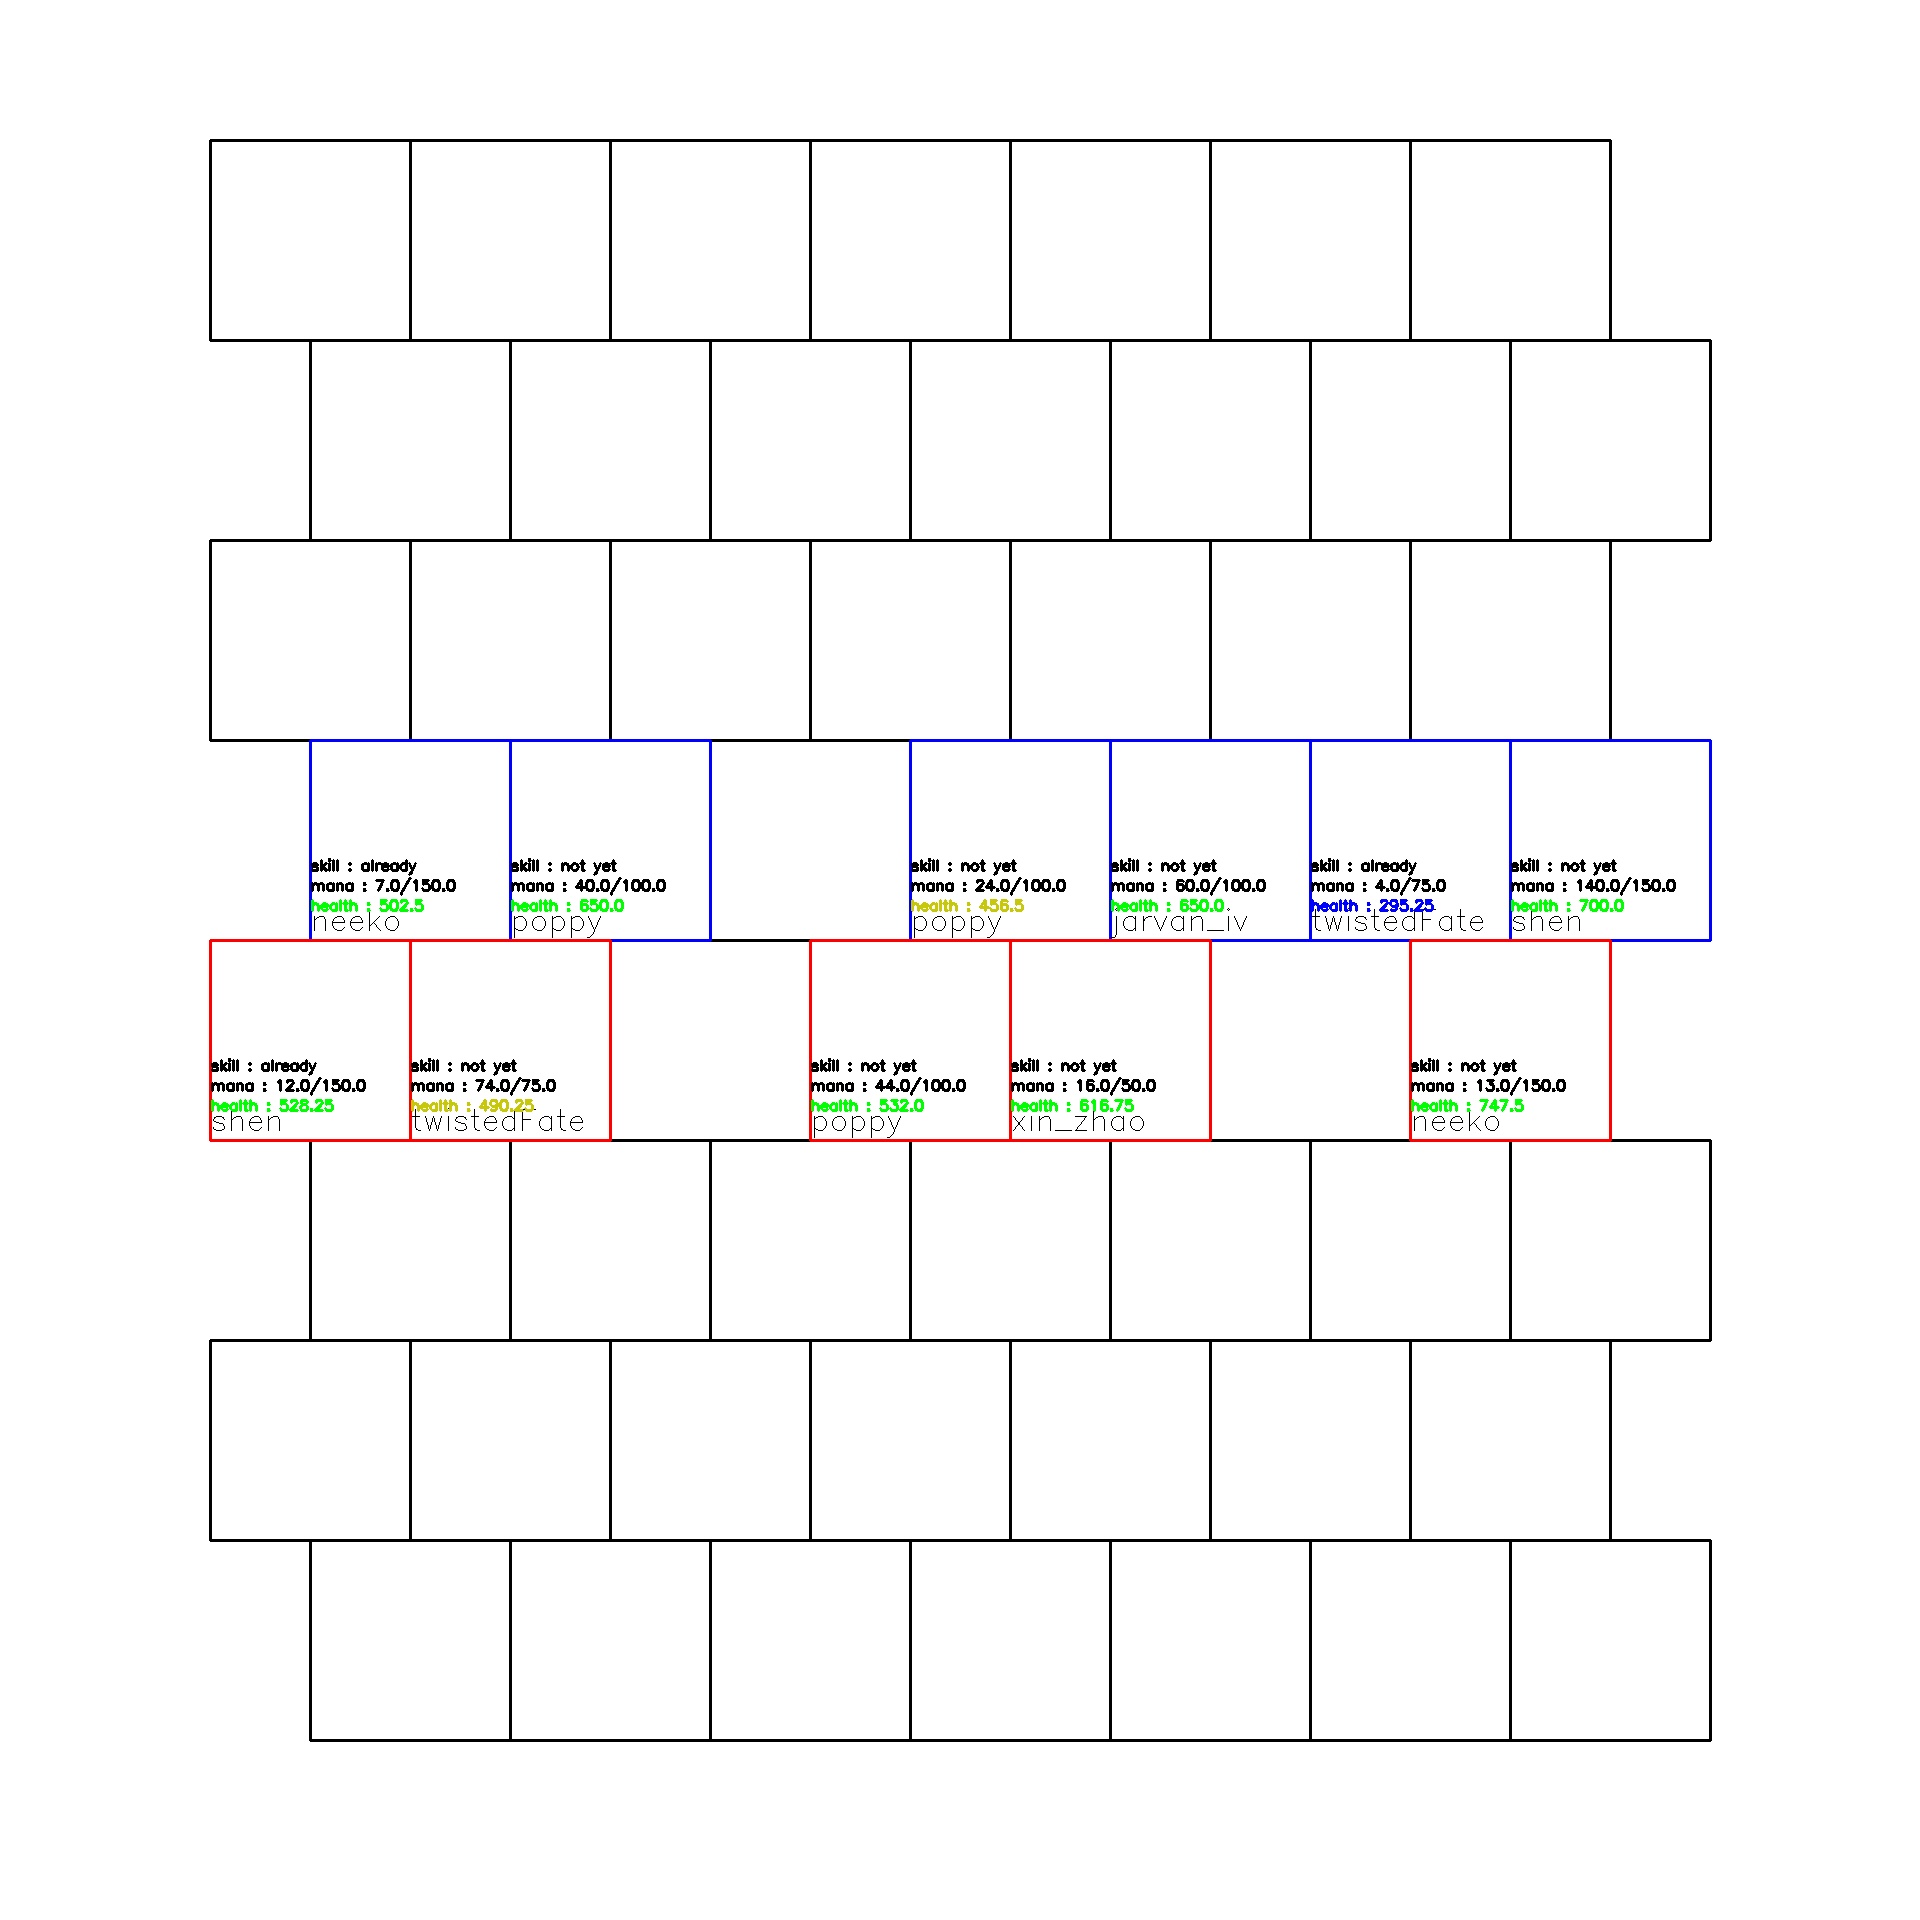 skill : already
mana : 7.0/150.0
health : 502.5
neeko
skill : not yet
mana : 40.0/100.0
health : 650.0
poppy
skill : not yet
mana : 24.0/100.0
health : 456.5
poppy
skill : not yet
mana : 60.0/100.0
health : 650.0
jarvan_iv
skill : already
mana : 4.0/75.0
health : 295.25
twistedFate
skill : not yet
mana : 140.0/150.0
health : 700.0
shen
skill : already
mana : 12.0/150.0
health : 528.25
shen
skill : not yet
mana : 74.0/75.0
health : 490.25
twistedFate
skill : not yet
mana : 44.0/100.0
health : 532.0
poppy
skill : not yet
mana : 16.0/50.0
health : 616.75
xin_zhao
skill : not yet
mana : 13.0/150.0
health : 747.5
neeko